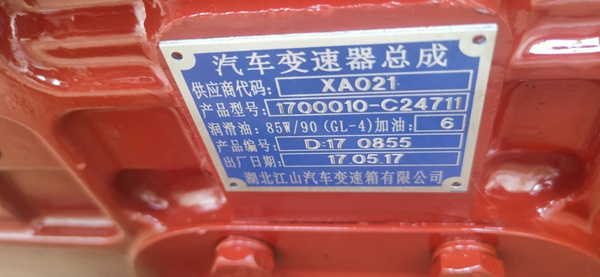 汽车变速器总成
供应商代码: XA021
产品型号: 1700010-C24711
润滑油: 85W/90 (GL-4) 加油: 6
产品编号: D:17 0855
出厂日期: 17 05.17
湖北江山汽车变速箱有限公司